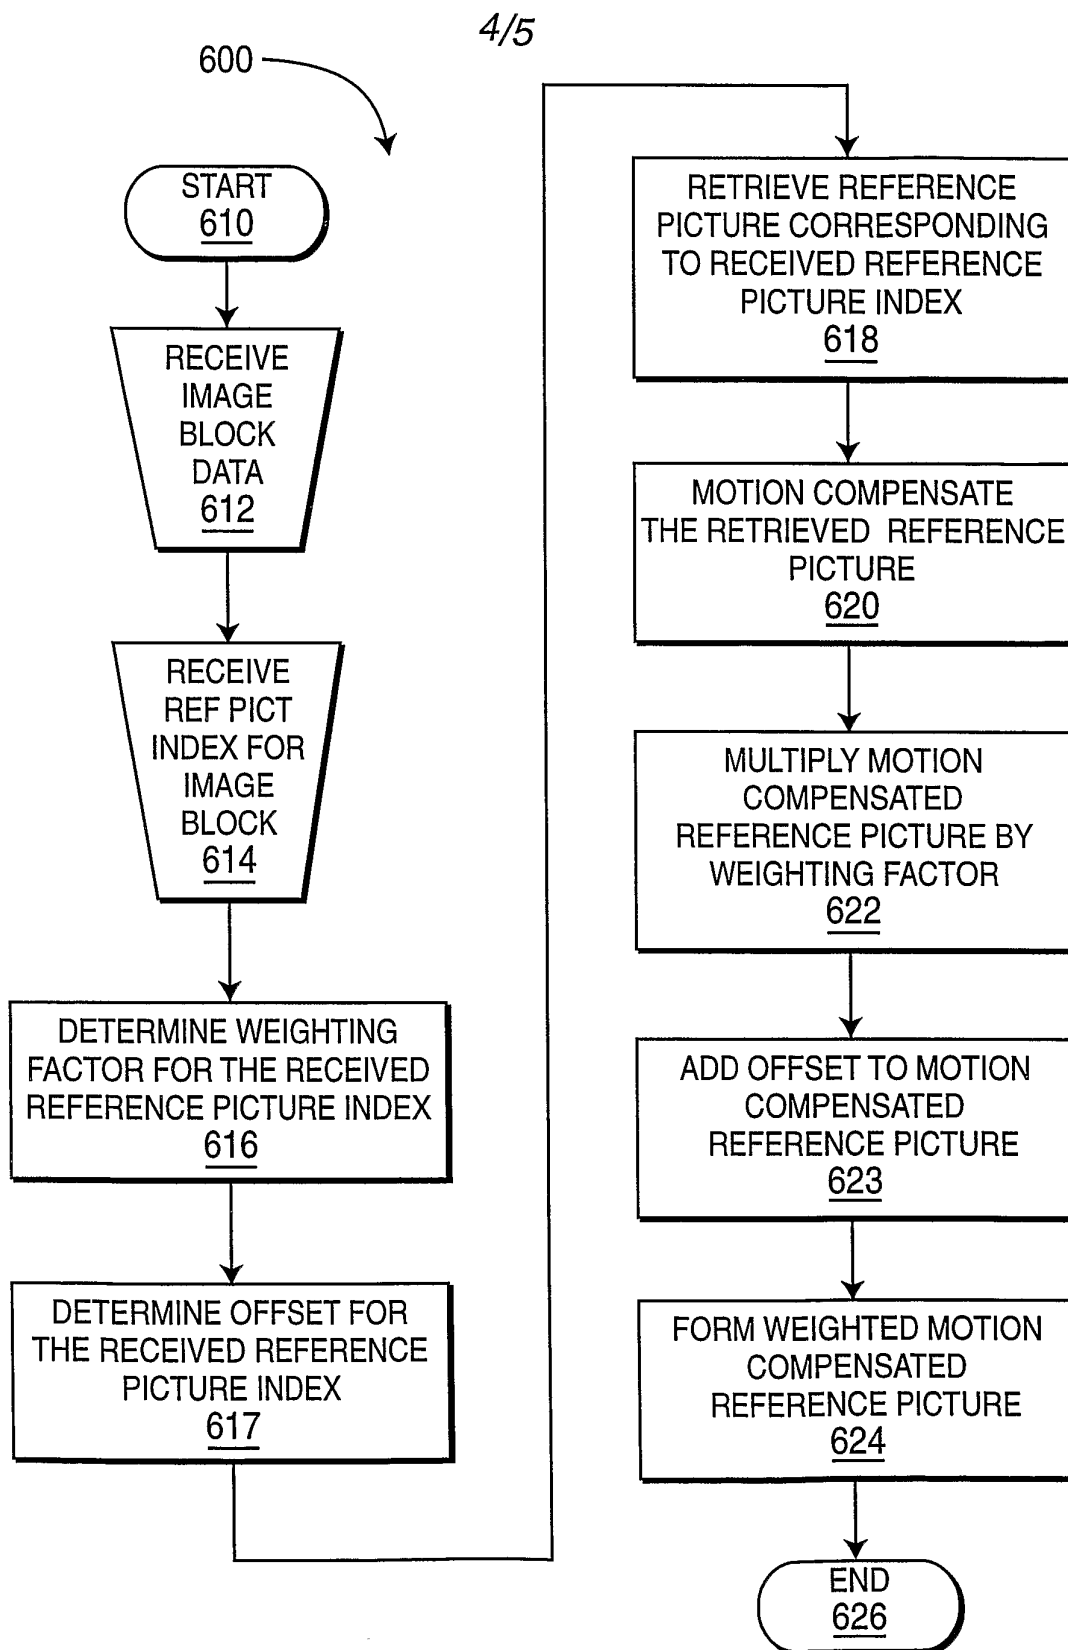 4/5
600
START
610
RECEIVE
IMAGE
BLOCK
DATA
612
RECEIVE
REF PICT
INDEX FOR
IMAGE
BLOCK
614
DETERMINE WEIGHTING
FACTOR FOR THE RECEIVED
REFERENCE PICTURE INDEX
616
DETERMINE OFFSET FOR
THE RECEIVED REFERENCE
PICTURE INDEX
617
RETRIEVE REFERENCE
PICTURE CORRESPONDING
TO RECEIVED REFERENCE
PICTURE INDEX
618
MOTION COMPENSATE
THE RETRIEVED REFERENCE
PICTURE
620
MULTIPLY MOTION
COMPENSATED
REFERENCE PICTURE BY
WEIGHTING FACTOR
622
ADD OFFSET TO MOTION
COMPENSATED
REFERENCE PICTURE
623
FORM WEIGHTED MOTION
COMPENSATED
REFERENCE PICTURE
624
END
626